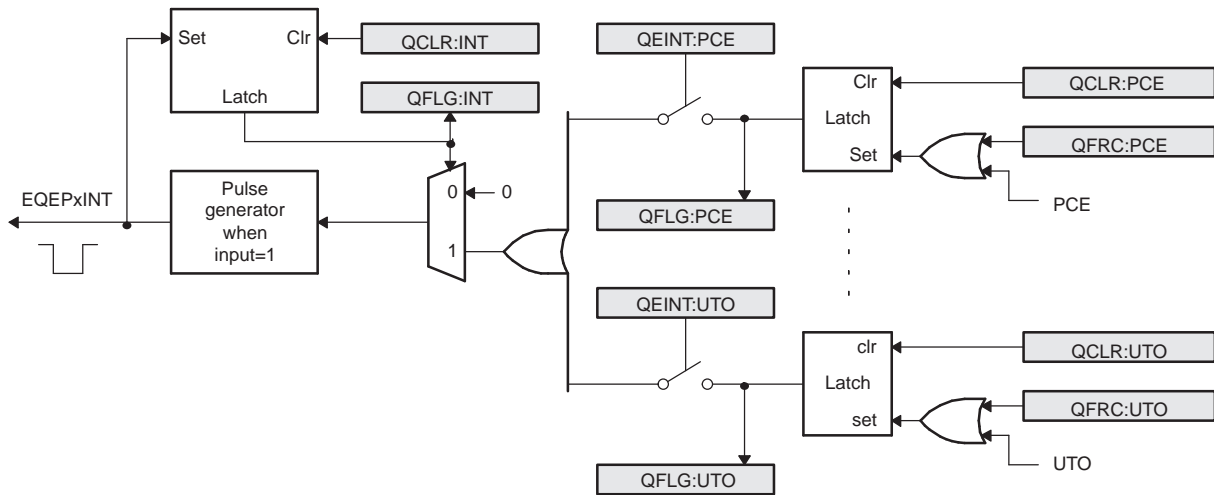 Set
Clr
Latch
QCLR:INT
QFLG:INT
EQEPxINT
Pulse
generator
when
input=1
0
0
1
QEINT:PCE
QFLG:PCE
Clr
Latch
Set
QCLR:PCE
QFRC:PCE
PCE
QEINT:UTO
QFLG:UTO
clr
Latch
set
QCLR:UTO
QFRC:UTO
UTO